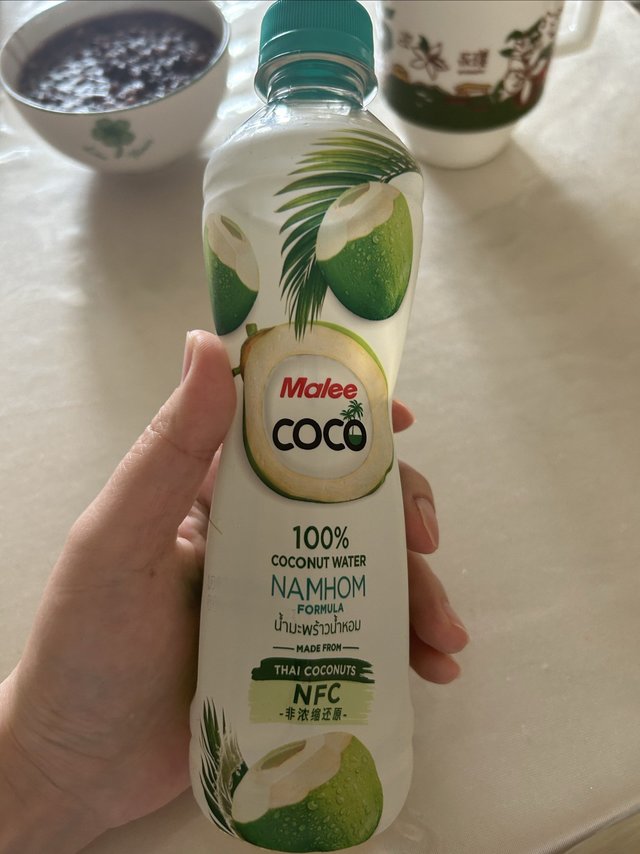 Malee
COCO
100%
COCONUT WATER
NAMHOM
FORMULA
น้ำมะพร้าวน้ำหอม
MADE FROM
THAI COCONUTS
NFC
-非浓缩还原-